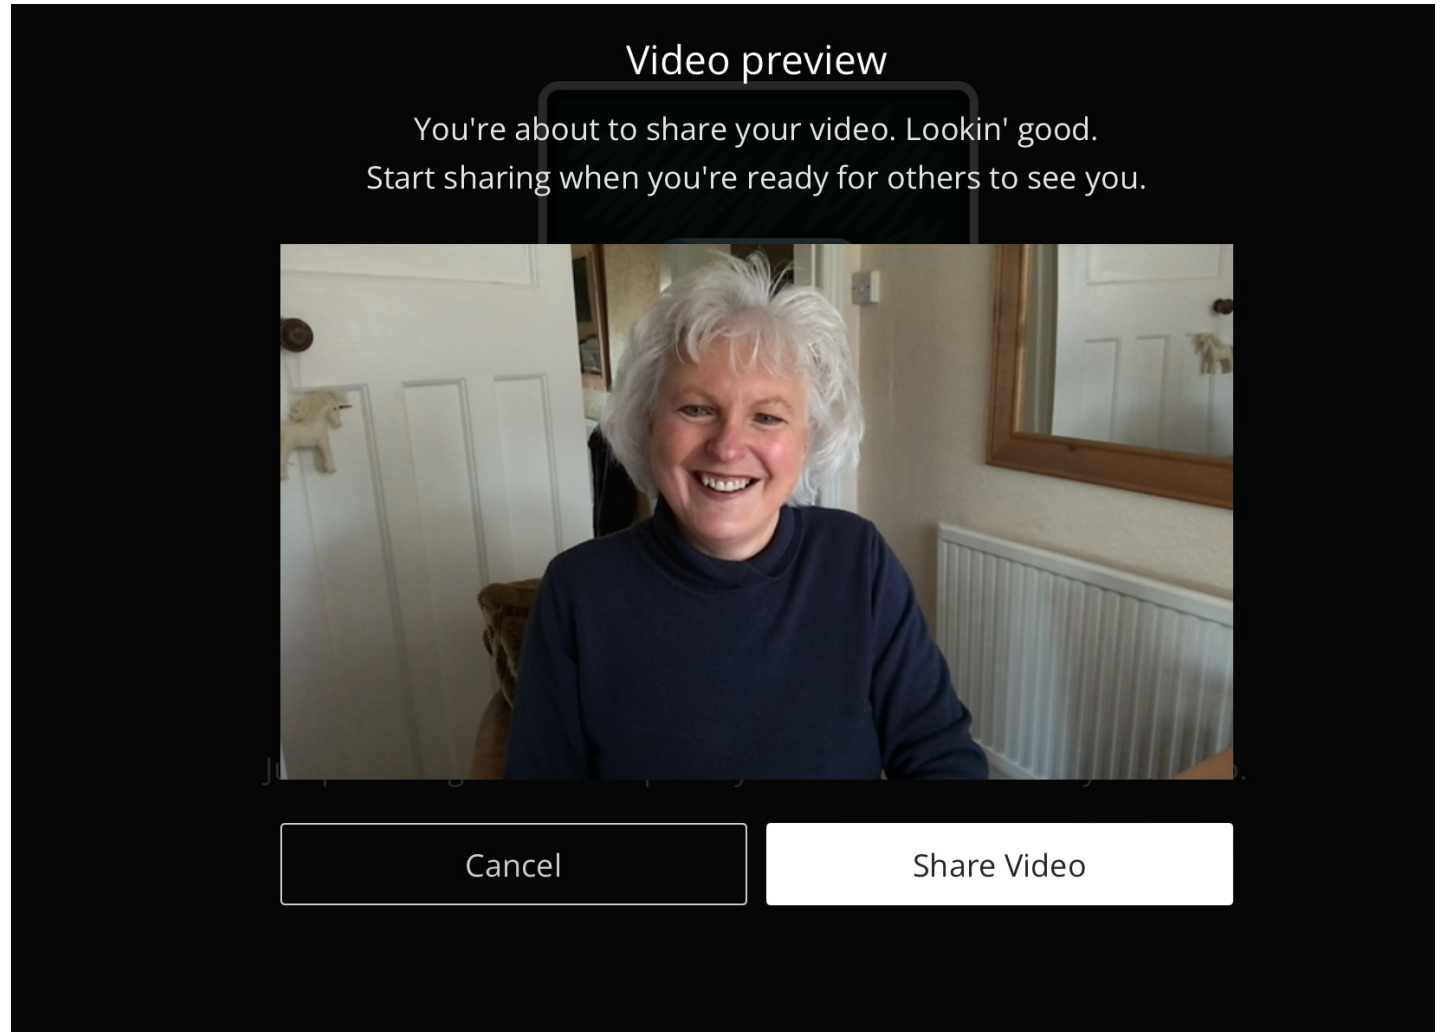 Video preview
You're about to share your video. Lookin' good.
Start sharing when you're ready for others to see you.
Cancel
Share Video